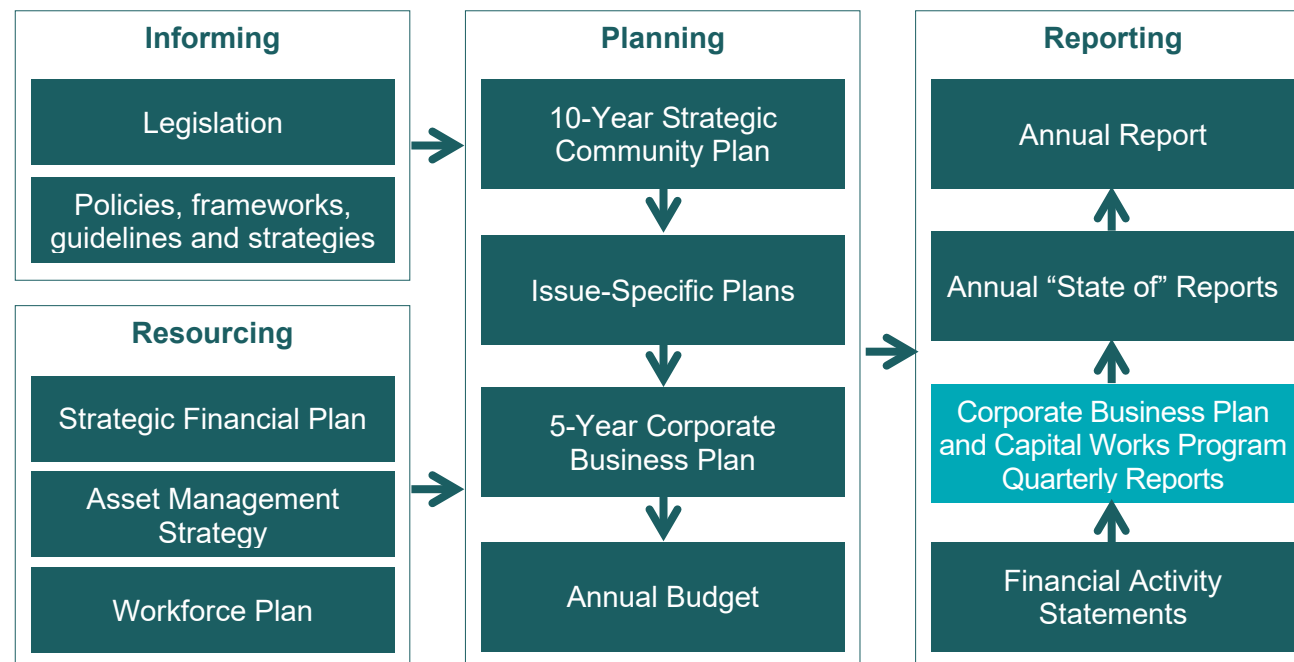 Informing
Legislation
Policies, frameworks,
guidelines and strategies
Resourcing
Strategic Financial Plan
Asset Management
Strategy
Workforce Plan
Planning
10-Year Strategic
Community Plan
Issue-Specific Plans
5-Year Corporate
Business Plan
Annual Budget
Reporting
Annual Report
Annual “State of” Reports
Corporate Business Plan
and Capital Works Program
Quarterly Reports
Financial Activity
Statements